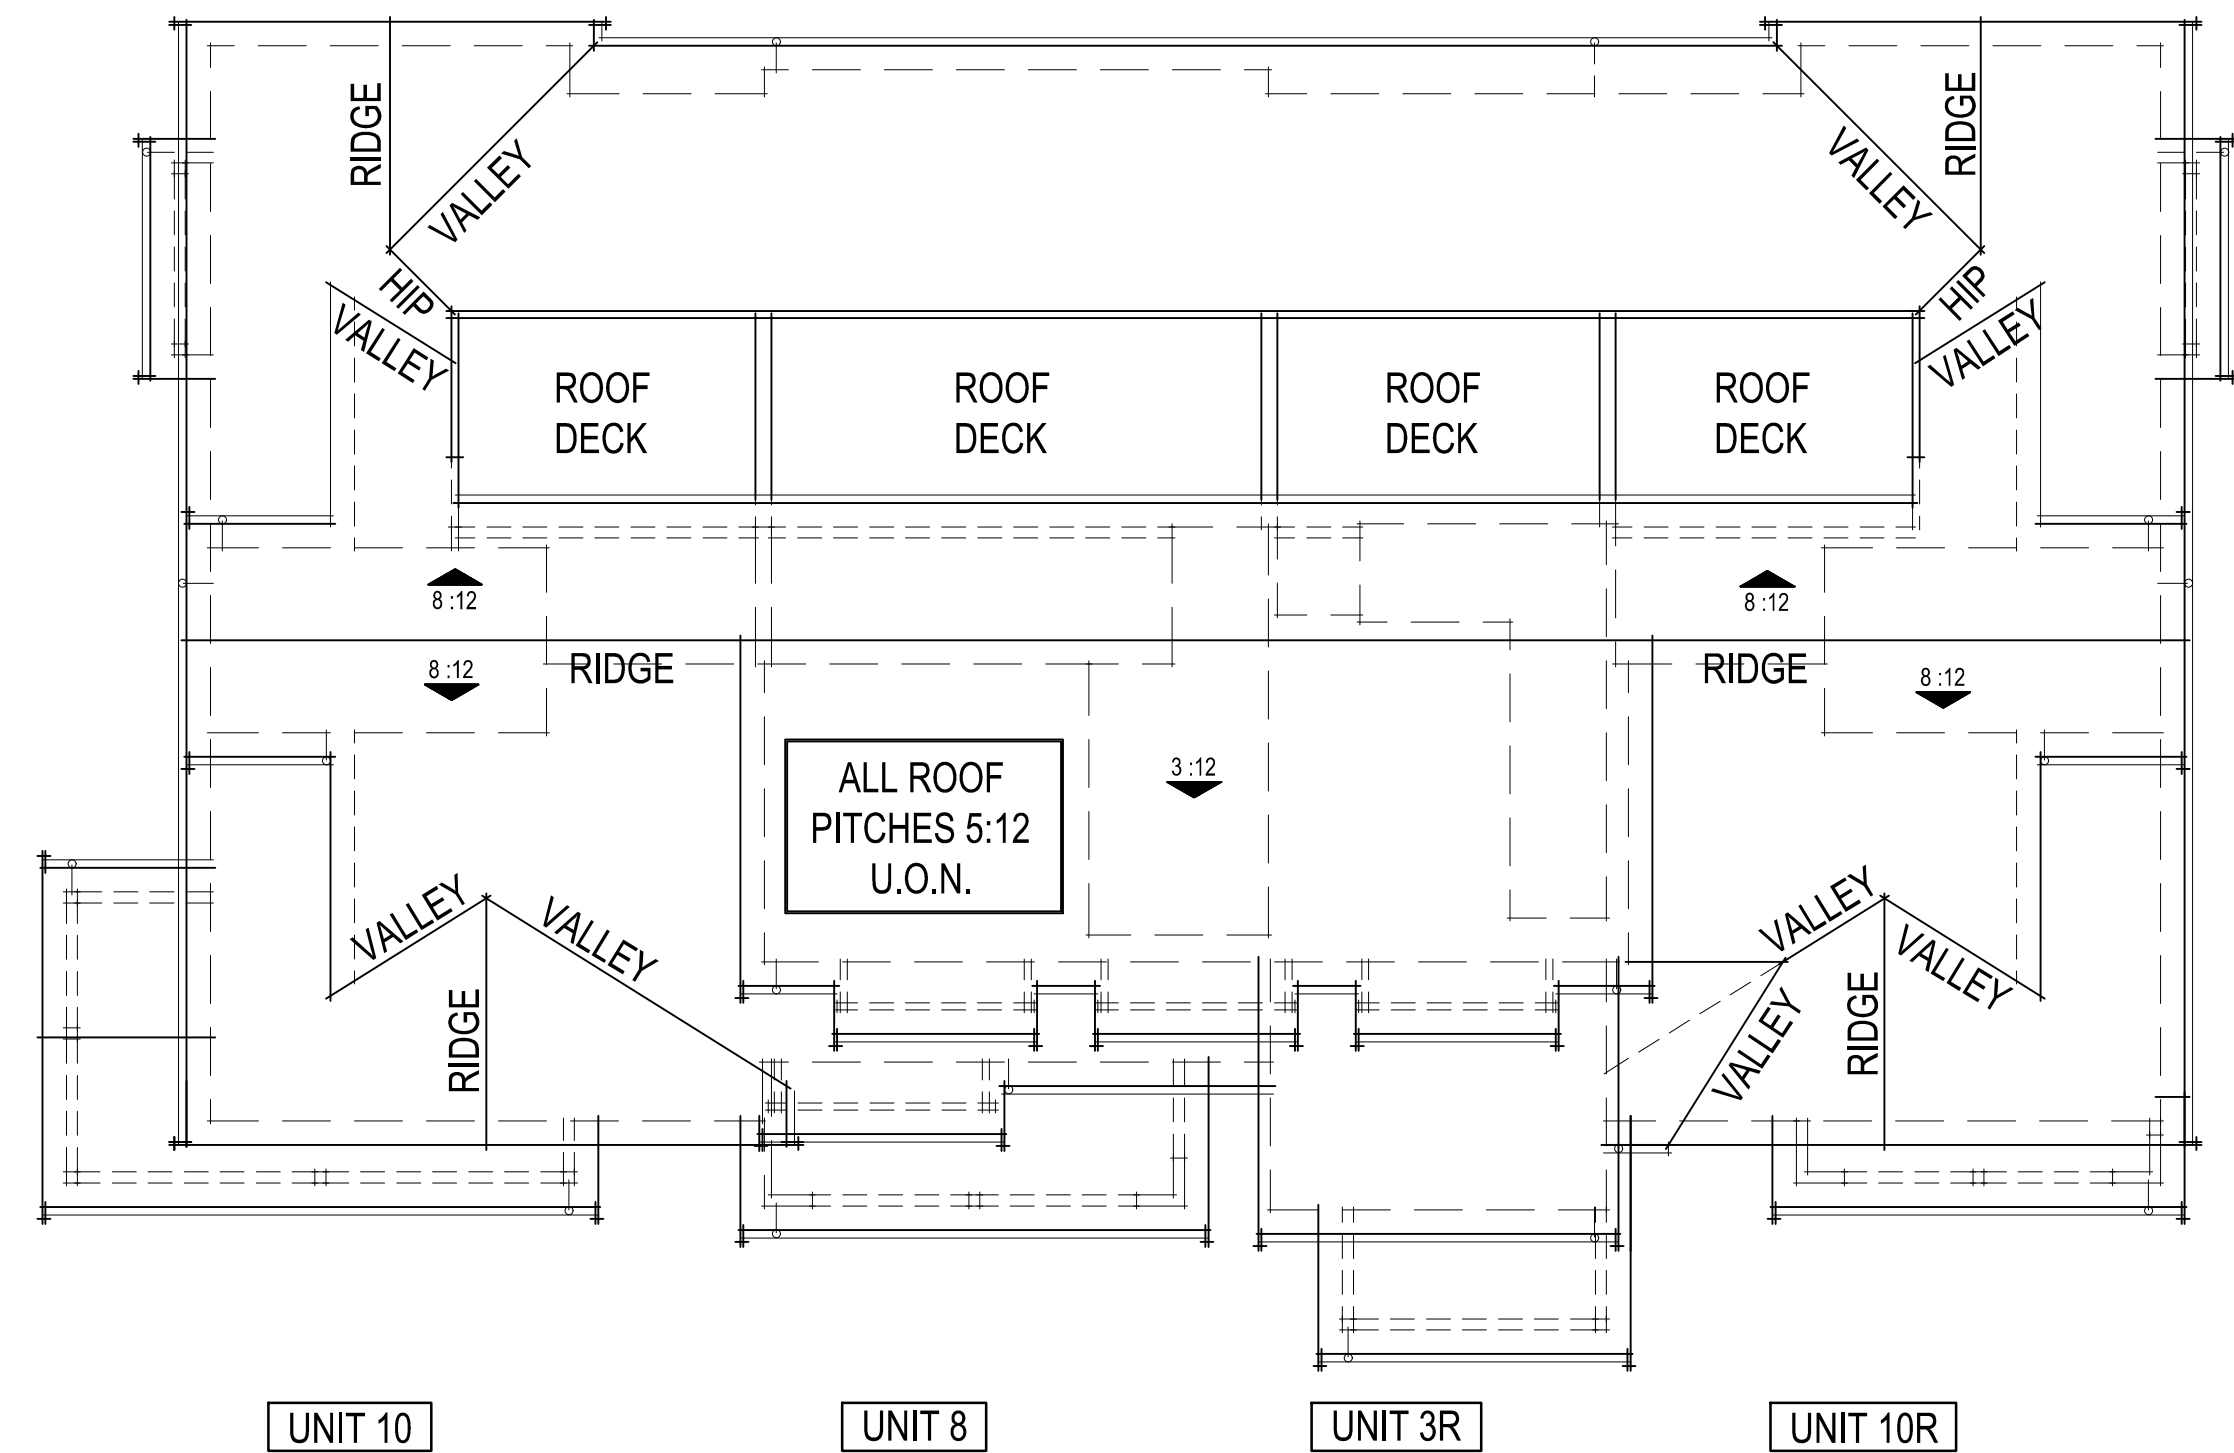 RIDGE
VALLEY
VALLEY
RIDGE
HIP
VALLEY
HIP
VALLEY
ROOF
DECK
ROOF
DECK
ROOF
DECK
ROOF
DECK
8 :12
8 :12
RIDGE
8 :12
RIDGE
8 :12
ALL ROOF
PITCHES 5:12
U.O.N.
3 :12
VALLEY
VALLEY
RIDGE
VALLEY
VALLEY
VALLEY
RIDGE
UNIT 10
UNIT 8
UNIT 3R
UNIT 10R